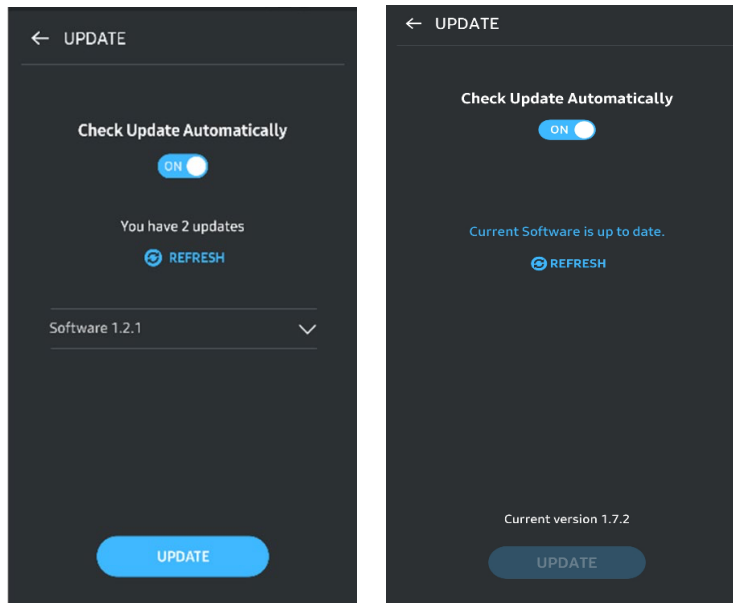 UPDATE
Check Update Automatically
ON
You have 2 updates
REFRESH
Software 1.2.1
UPDATE
UPDATE
Check Update Automatically
ON
Current Software is up to date.
REFRESH
Current version 1.7.2
UPDATE